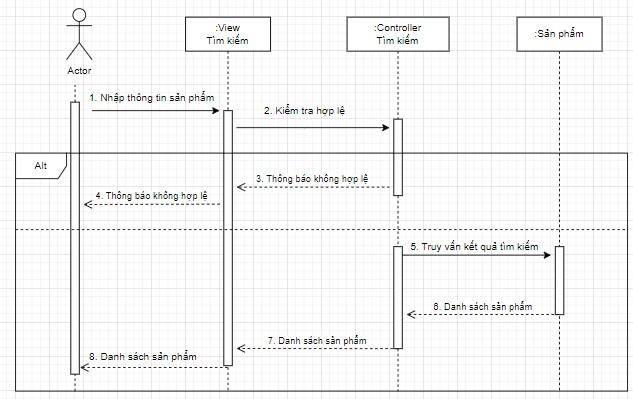 :View
Tìm kiếm
:Controller
Tìm kiếm
:Sản phẩm
Actor
1. Nhập thông tin sản phẩm
2. Kiểm tra hợp lệ
Alt
3. Thông báo không hợp lê
4. Thông báo không hợp lê
5. Truy vấn kết quả tìm kiếm
6. Danh sách sản phẩm
7. Danh sách sản phẩm
8. Danh sách sản phẩm